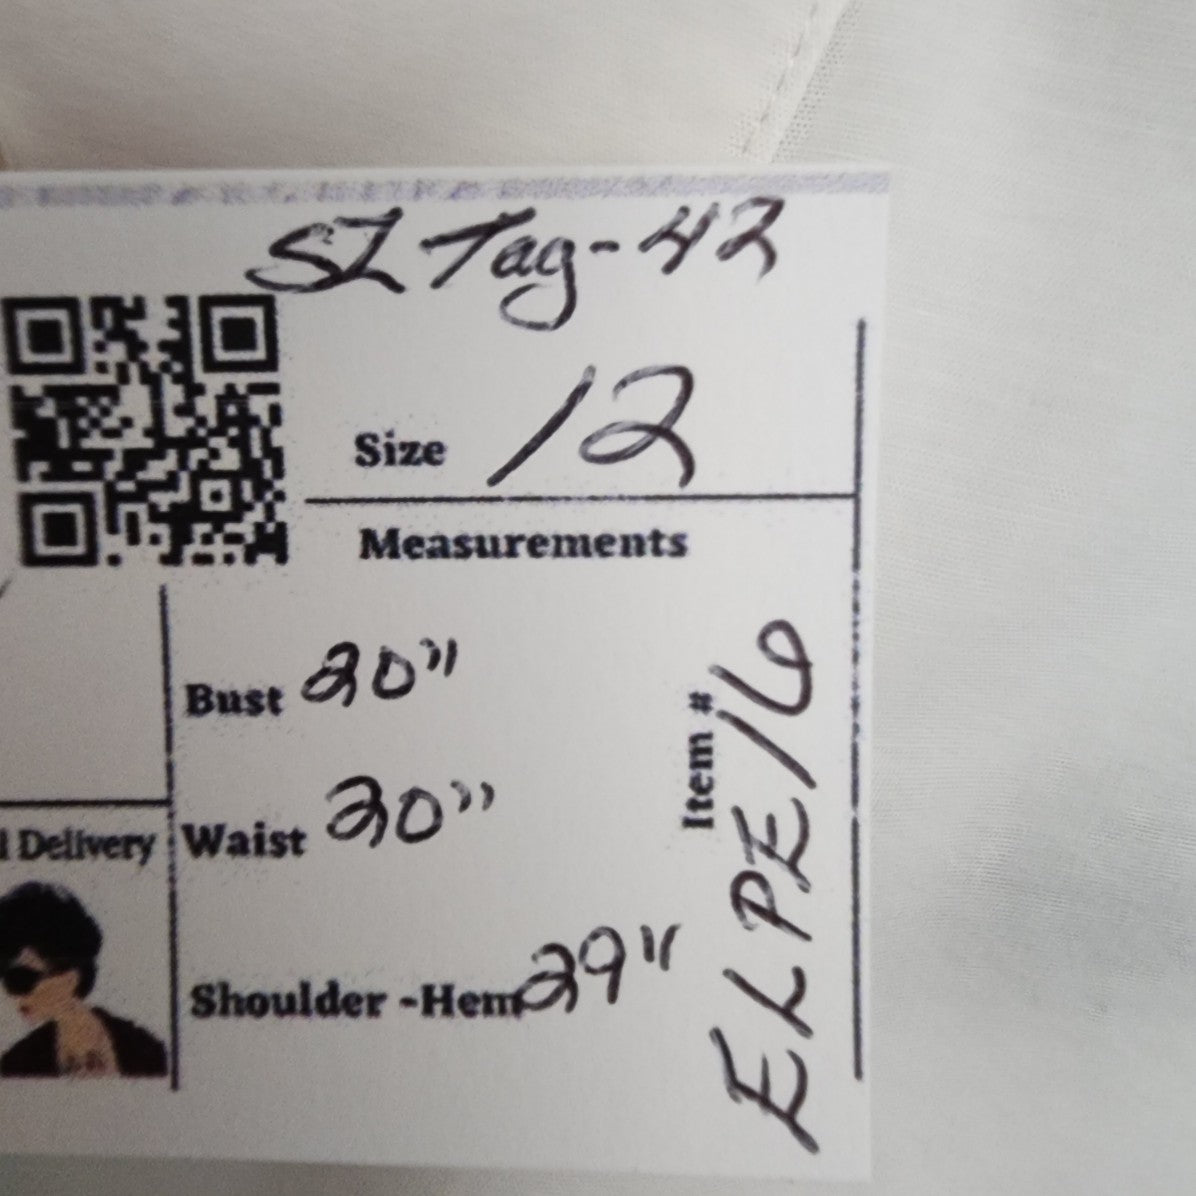 SZ Tag-42
Size 12
Measurements
Bust 20"
Waist 20"
Shoulder -Hem 29"
Item #
ELPE16
Delivery